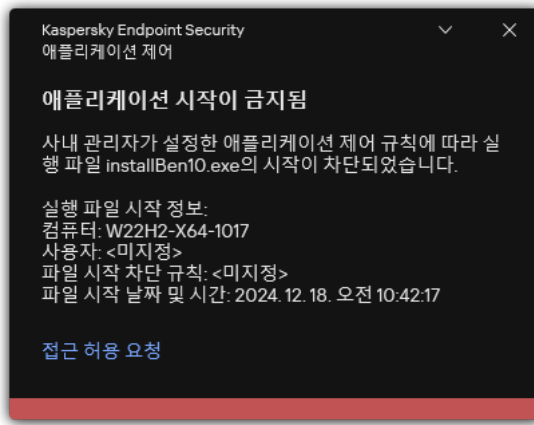 Kaspersky Endpoint Security
애플리케이션 제어
애플리케이션 시작이 금지됨
사내 관리자가 설정한 애플리케이션 제어 규칙에 따라 실
행 파일 installBen10.exe의 시작이 차단되었습니다.
실행 파일 시작 정보:
컴퓨터: W22H2-X64-1017
사용자: <미지정>
파일 시작 차단 규칙: <미지정>
파일 시작 날짜 및 시간: 2024. 12. 18. 오전 10:42:17
접근 허용 요청